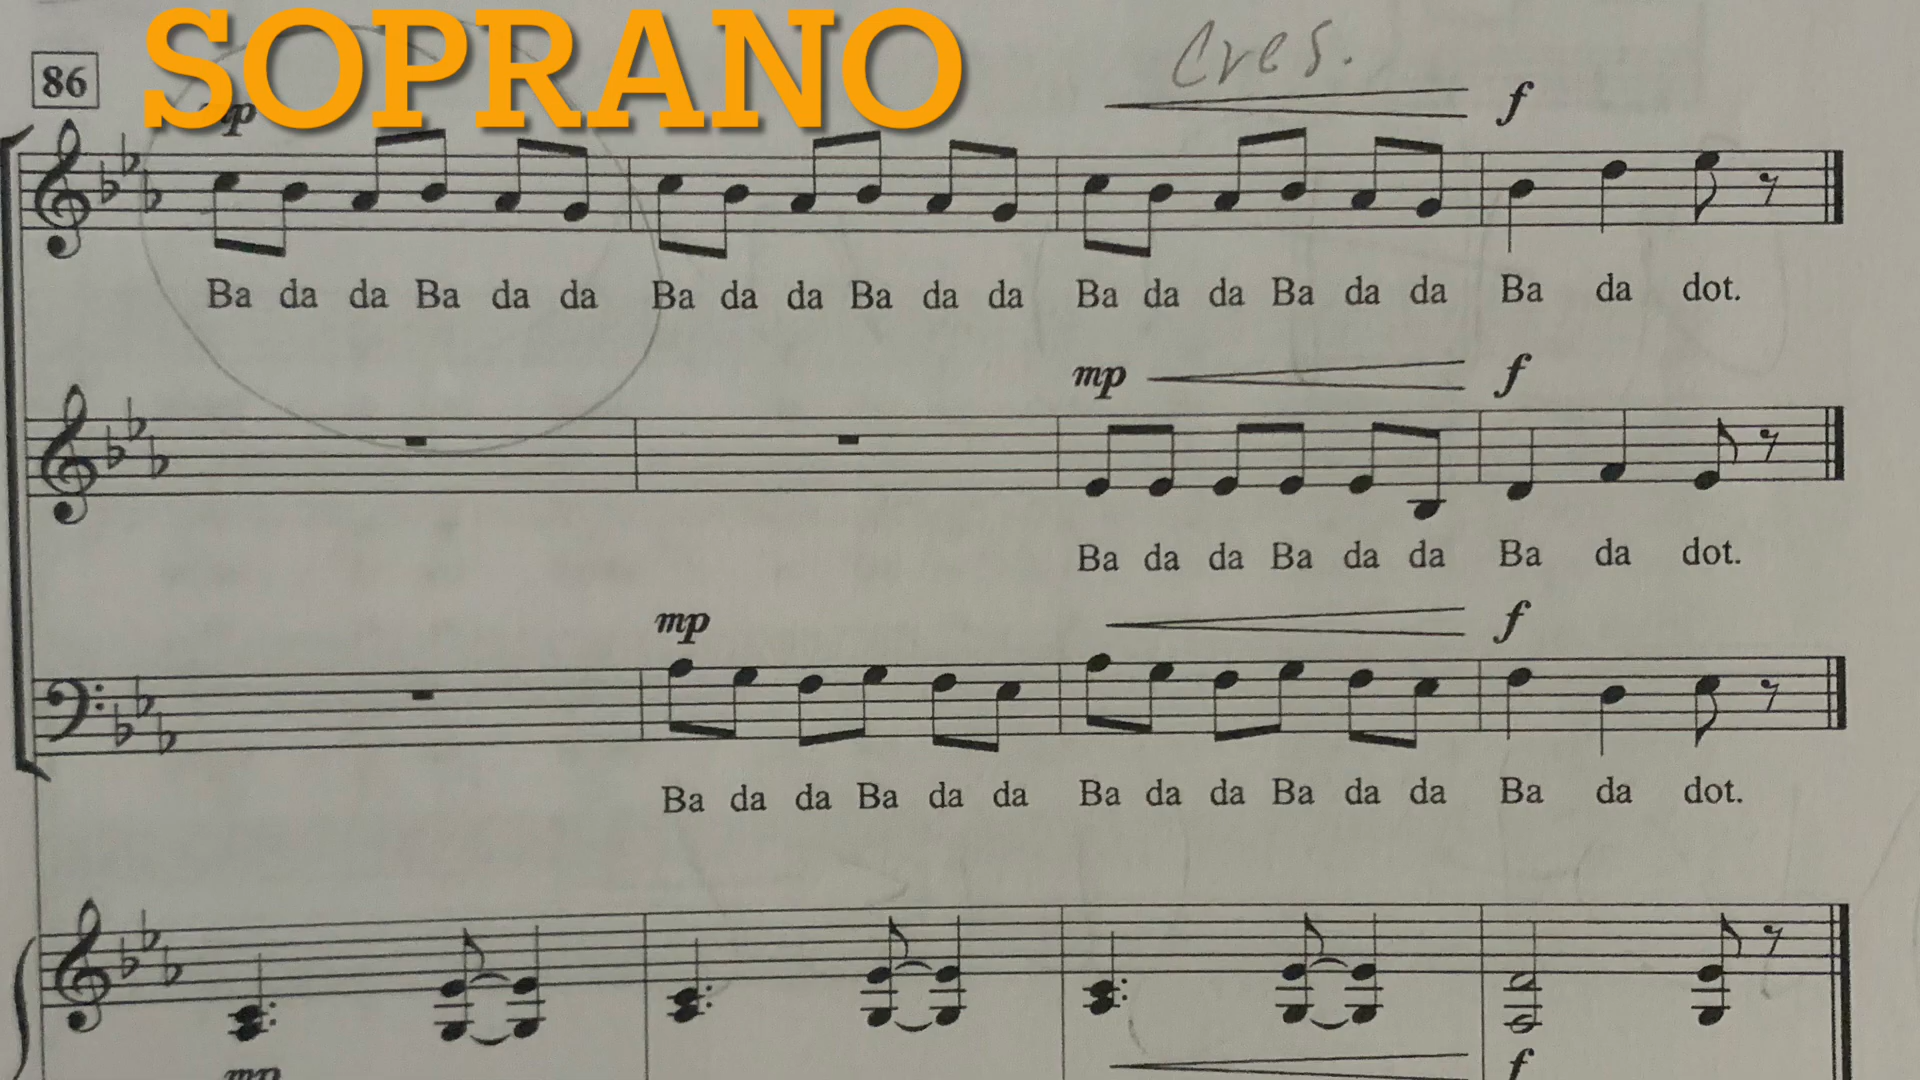 SOPRANO
Cres.
86
mp f
Ba da da Ba da da Ba da da Ba da da Ba da da Ba da da Ba da dot.
mp f
Ba da da Ba da da Ba da dot.
mp f
Ba da da Ba da da Ba da da Ba da da Ba da dot.
f